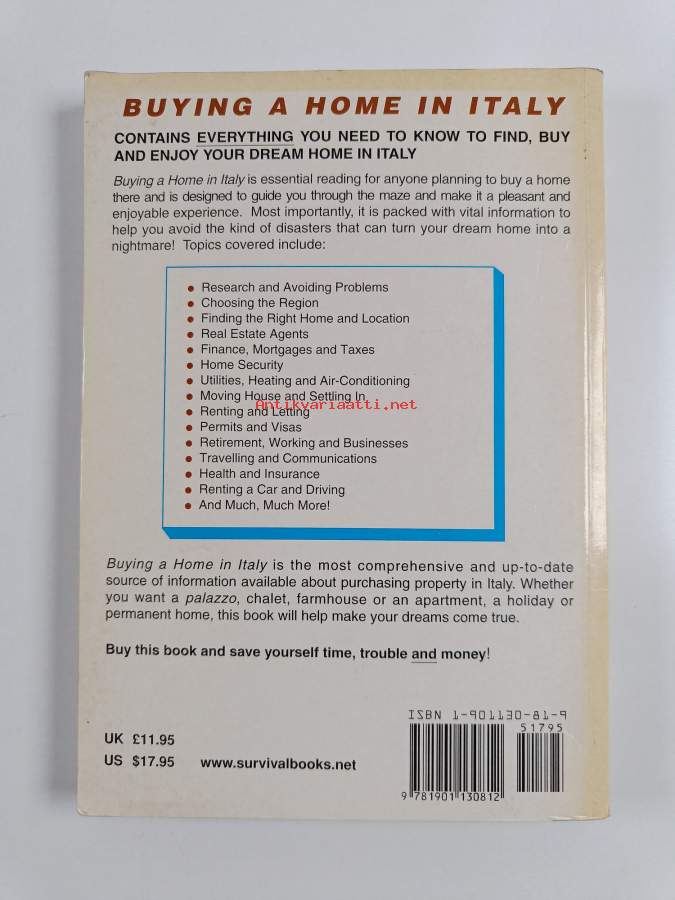 BUYING A HOME IN ITALY
CONTAINS EVERYTHING YOU NEED TO KNOW TO FIND, BUY
AND ENJOY YOUR DREAM HOME IN ITALY
Buying a Home in Italy is essential reading for anyone planning to buy a home
there and is designed to guide you through the maze and make it a pleasant and
enjoyable experience. Most importantly, it is packed with vital information to
help you avoid the kind of disasters that can turn your dream home into a
nightmare! Topics covered include:
• Research and Avoiding Problems
• Choosing the Region
• Finding the Right Home and Location
• Real Estate Agents
• Finance, Mortgages and Taxes
• Home Security
• Utilities, Heating and Air-Conditioning
• Moving House and Settling In
Antikvariaatti.net
• Renting and Letting
• Permits and Visas
• Retirement, Working and Businesses
• Travelling and Communications
• Health and Insurance
• Renting a Car and Driving
• And Much, Much More!
Buying a Home in Italy is the most comprehensive and up-to-date
source of information available about purchasing property in Italy. Whether
you want a palazzo, chalet, farmhouse or an apartment, a holiday or
permanent home, this book will help make your dreams come true.
Buy this book and save yourself time, trouble and money!
ISBN 1-901130-81-9
51795
UK £11.95
US $17.95 www.survivalbooks.net
9 781901 130812